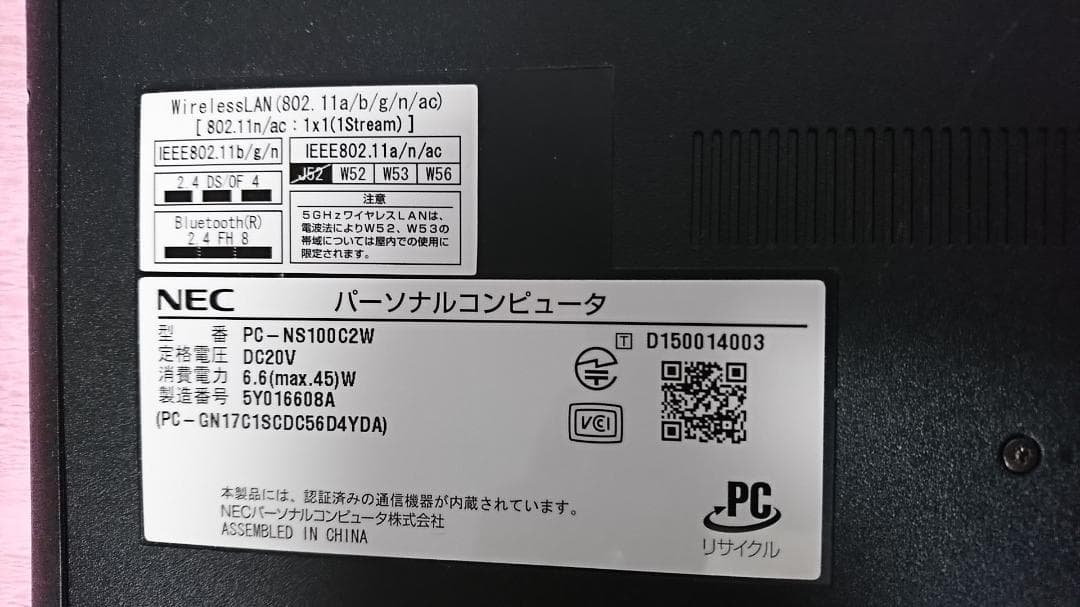 WirelessLAN(802.11a/b/g/n/ac)
[ 802.11n/ac : 1x1(1Stream) ]
IEEE802.11b/g/n
IEEE802.11a/n/ac
J52 W52 W53 W56
2.4 DS/OF 4
Bluetooth(R)
2.4 FH 8
注意
5GHzワイヤレスLANは、
電波法によりW52、W53の
帯域については屋内での使用に
限定されます。
NEC パーソナルコンピュータ
型 番 PC-NS100C2W
定格電圧 DC20V
消費電力 6.6(max.45)W
製造番号 5Y016608A
(PC-GN17C1SCDC56D4YDA)
T D150014003
VCI
本製品には、認証済みの通信機器が内蔵されています。
NECパーソナルコンピュータ株式会社
ASSEMBLED IN CHINA
PC
リサイクル